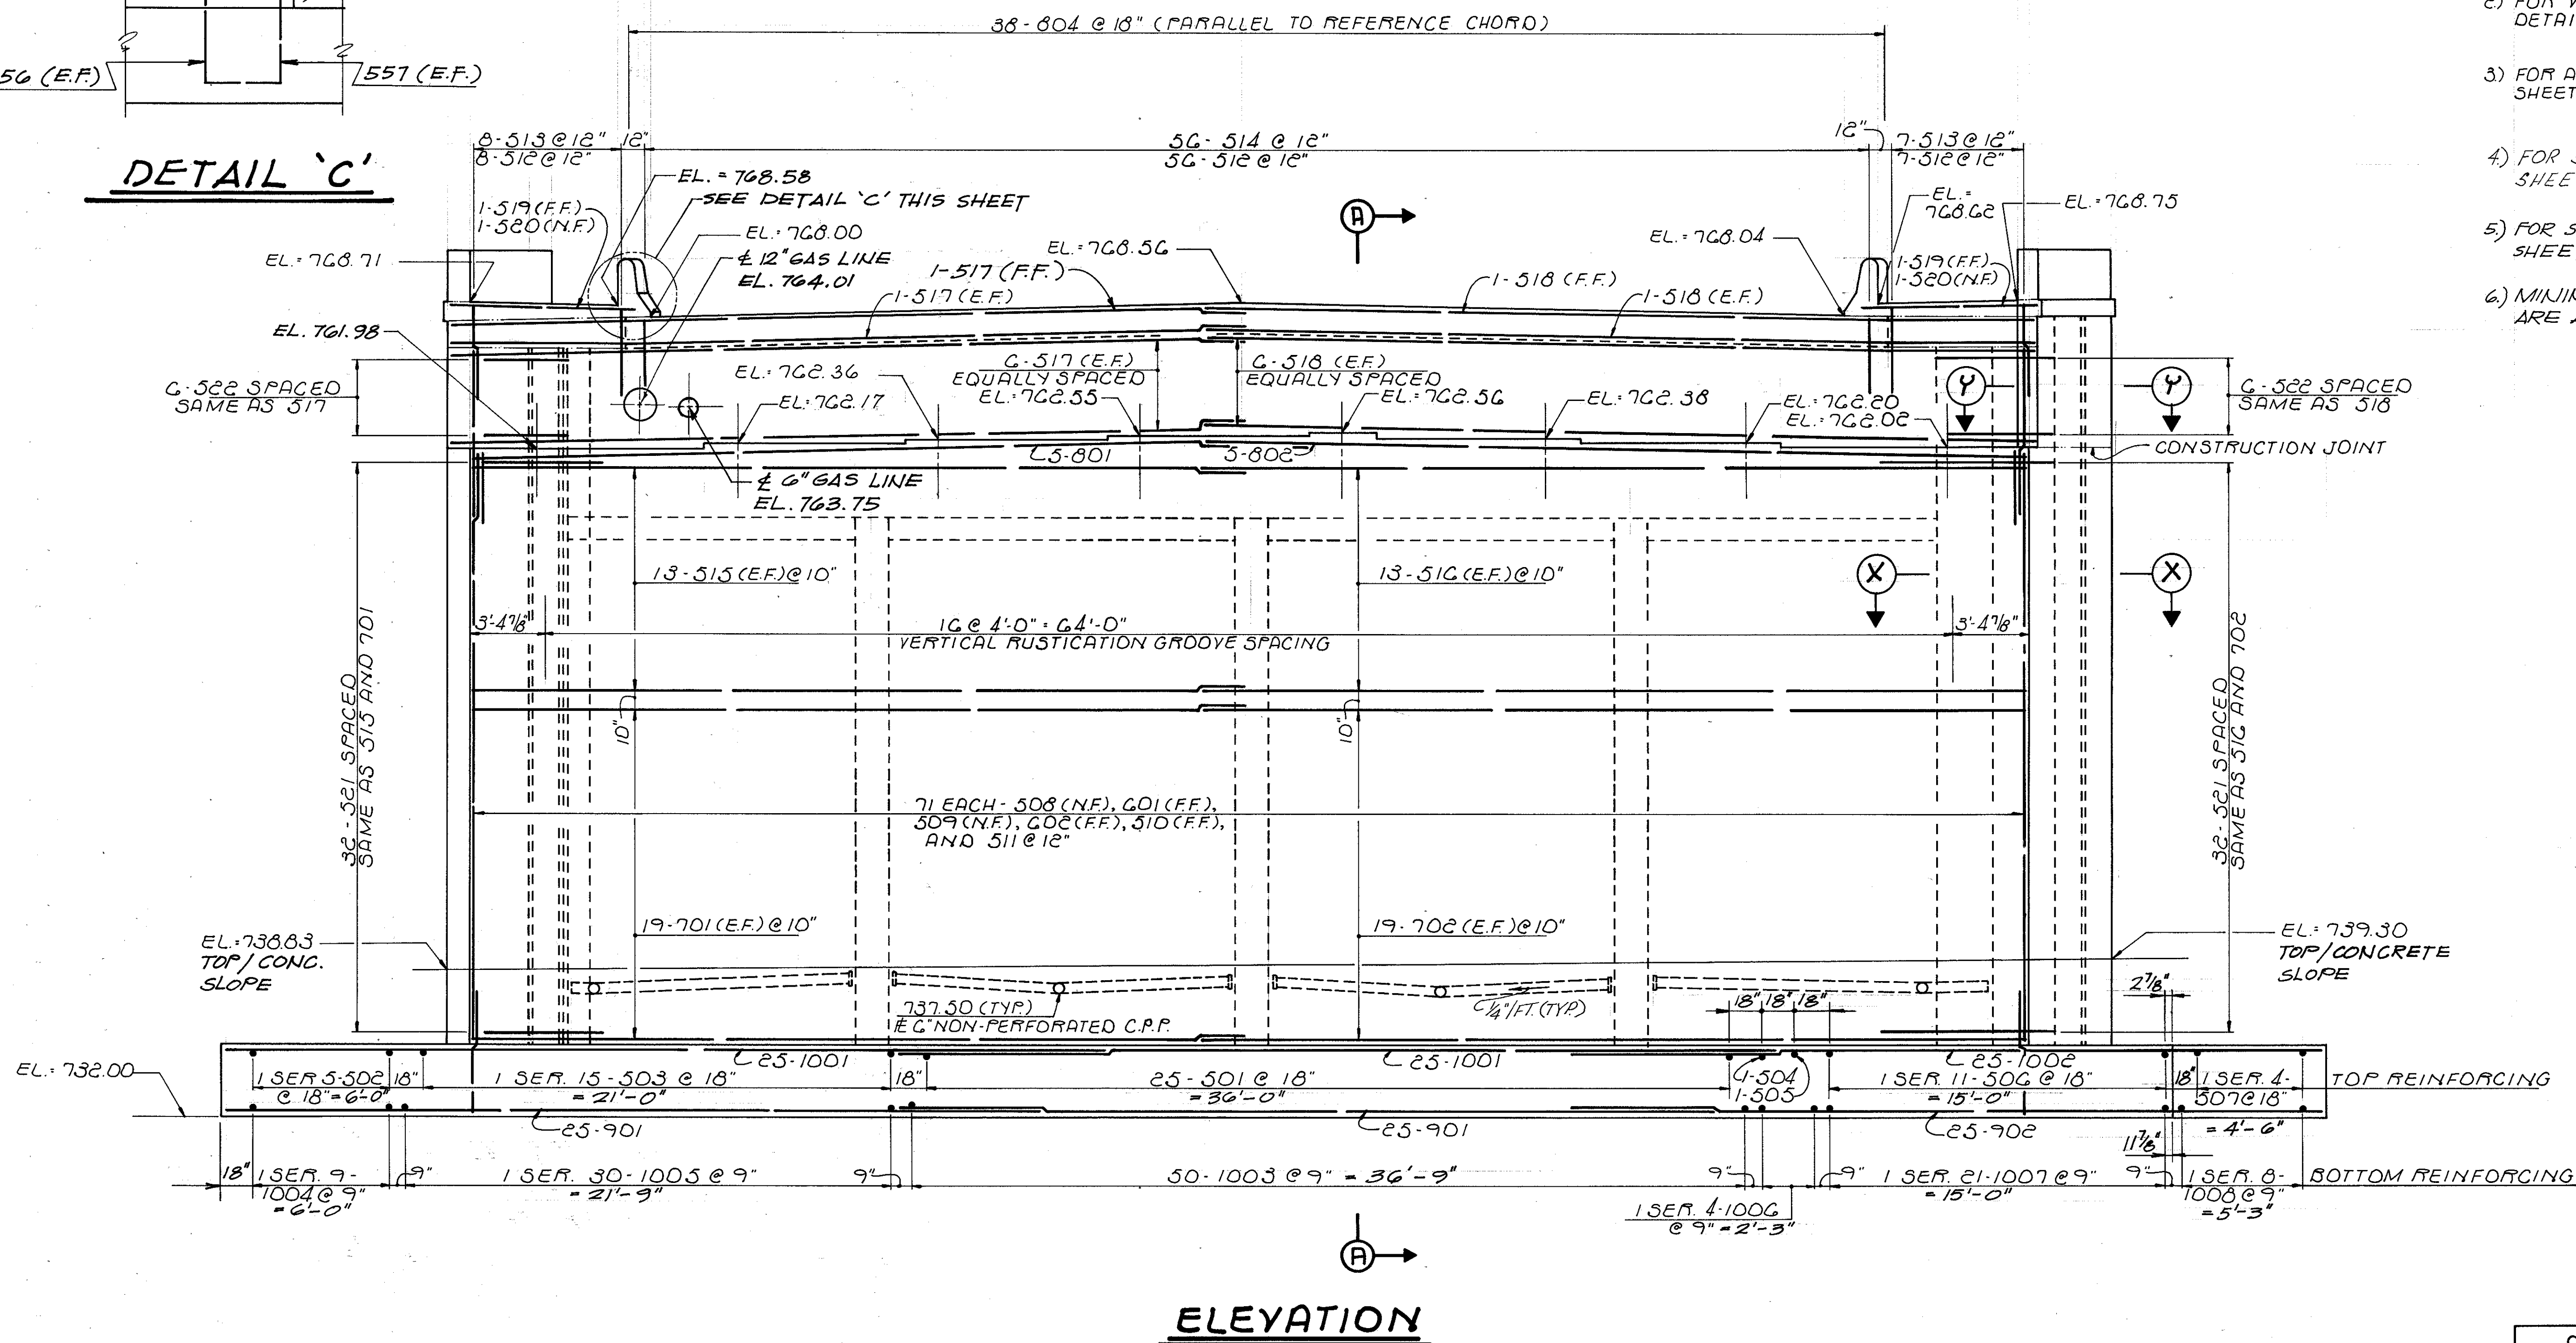 38-804 @ 18" (PARALLEL TO REFERENCE CHORD)
56 (E.F.)
557 (E.F.)
DETAIL 'C'
8-513 @ 12"
8-512 @ 12"
12"
56-514 @ 12"
56-512 @ 12"
12"
7-513 @ 12"
7-512 @ 12"
EL. = 768.58
SEE DETAIL 'C' THIS SHEET
1-519 (F.F.)
1-520 (N.F.)
EL.=768.00
℄ 12" GAS LINE
EL. 764.01
EL.=768.71
EL.=768.56
1-517 (F.F.)
1-517 (E.F.)
A
EL.=768.04
EL.=
768.62
EL.=768.75
1-519 (F.F.)
1-520 (N.F.)
1-518 (F.F.)
1-518 (E.F.)
EL. 761.98
6-522 SPACED
SAME AS 517
EL.=762.36
EL.=762.17
6-517 (E.F.)
EQUALLY SPACED
EL.=762.55
6-518 (E.F.)
EQUALLY SPACED
EL.=762.56
EL.=762.38
EL.=762.20
EL.=762.02
Y
Y
6-522 SPACED
SAME AS 518
CONSTRUCTION JOINT
5-801
5-802
℄ 6" GAS LINE
EL. 763.75
13-515 (E.F.) @ 10"
13-516 (E.F.) @ 10"
X
X
3'-4⅞"
16 @ 4'-0" = 64'-0"
VERTICAL RUSTICATION GROOVE SPACING
3'-4⅞"
32-521 SPACED
SAME AS 515 AND 701
32-521 SPACED
SAME AS 516 AND 702
10"
10"
71 EACH - 508 (N.F.), 601 (F.F.),
509 (N.F.), 602 (F.F.), 510 (F.F.),
AND 511 @ 12"
19-701 (E.F.) @ 10"
19-702 (E.F.) @ 10"
EL.=738.83
TOP/CONC.
SLOPE
EL.=739.30
TOP/CONCRETE
SLOPE
737.50 (TYP.)
℄ 6" NON-PERFORATED C.P.P.
¼"/FT. (TYP.)
18" 18" 18"
2⅞"
EL.=732.00
25-1001
25-1001
25-1002
1 SER 5-502
@ 18" = 6'-0"
18"
1 SER. 15-503 @ 18"
= 21'-0"
18"
25-501 @ 18"
= 36'-0"
1-504
1-505
1 SER. 11-506 @ 18"
= 15'-0"
18"
1 SER. 4-
507 @ 18"
= 4'-6"
TOP REINFORCING
25-901
25-901
25-902
11⅞"
18"
1 SER. 9-
1004 @ 9"
= 6'-0"
9"
1 SER. 30-1005 @ 9"
= 21'-9"
9"
50-1003 @ 9" = 36'-9"
9"
1 SER. 4-1006
@ 9" = 2'-3"
9"
1 SER. 21-1007 @ 9"
= 15'-0"
9"
1 SER. 8-
1008 @ 9"
= 5'-3"
BOTTOM REINFORCING
A
ELEVATION
2.) FOR
DETAI
3.) FOR A
SHEET
4.) FOR
SHEE
5.) FOR S
SHEE
6.) MININ
ARE